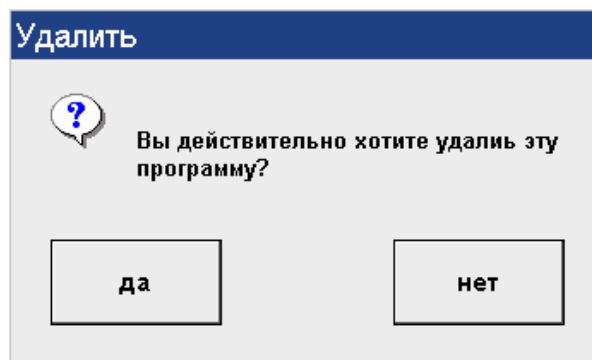 Удалить
?
Вы действительно хотите удалиь эту
программу?
да
нет